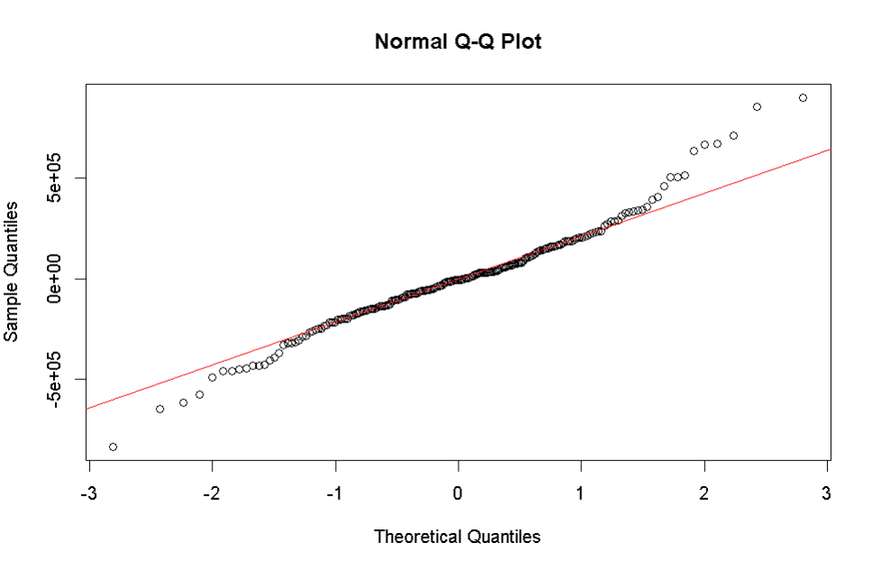 Normal Q-Q Plot
Sample Quantiles
5e+05
0e+00
-5e+05
-3 -2 -1 0 1 2 3
Theoretical Quantiles